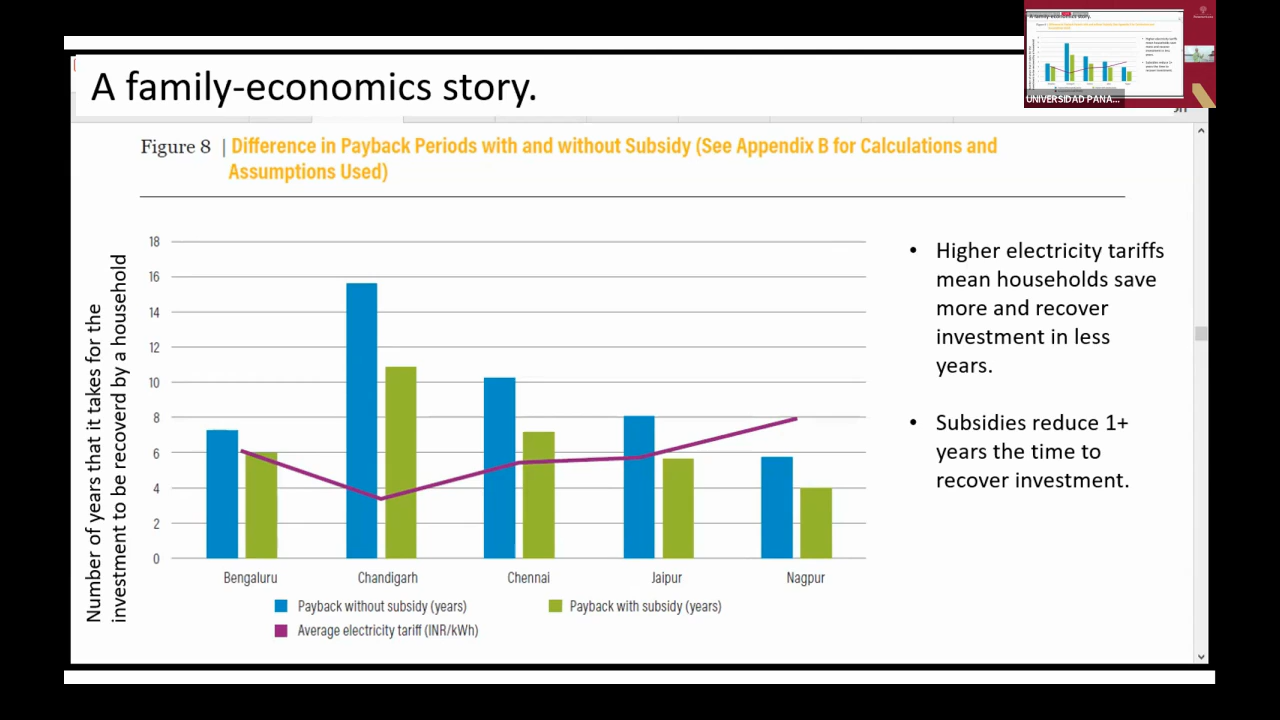 A family-economics story.
Figure 8 | Difference in Payback Periods with and without Subsidy (See Appendix B for Calculations and
Assumptions Used)
Number of years that it takes for the
investment to be recoverd by a household
18
16
14
12
10
8
6
4
2
0
Bengaluru Chandigarh Chennai Jaipur Nagpur
Payback without subsidy (years) Payback with subsidy (years)
Average electricity tariff (INR/kWh)
• Higher electricity tariffs
mean households save
more and recover
investment in less
years.
• Subsidies reduce 1+
years the time to
recover investment.
A family-economics story.
UNIVERSIDAD PANA...